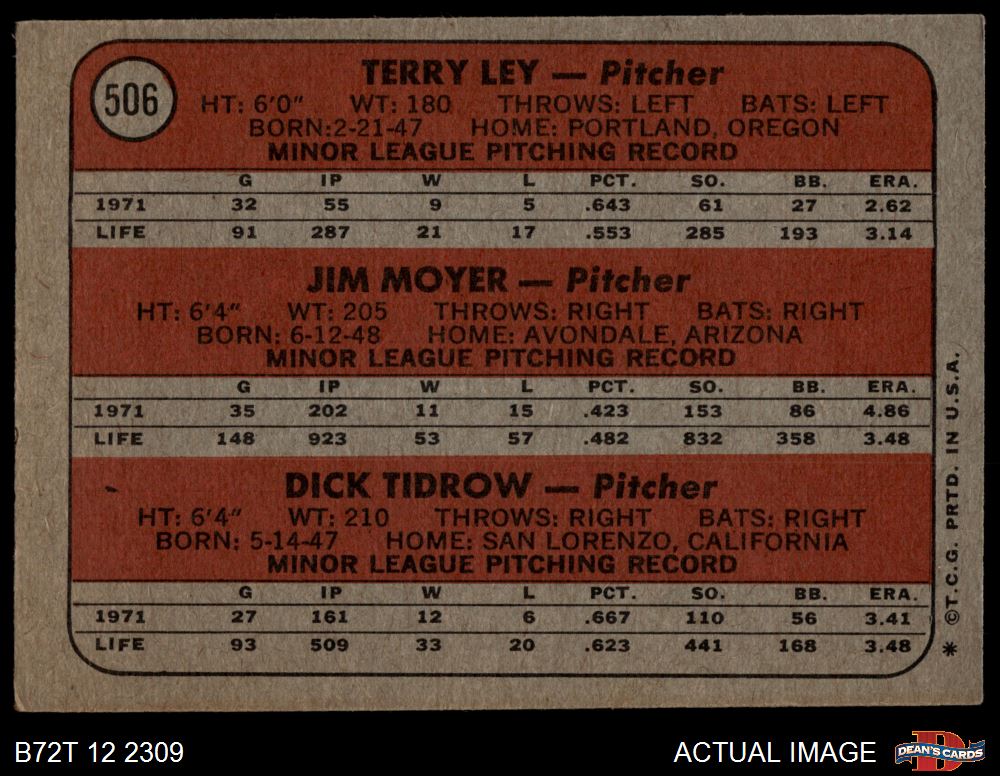 506
TERRY LEY — Pitcher
HT: 6'0" WT: 180 THROWS: LEFT BATS: LEFT
BORN:2-21-47 HOME: PORTLAND, OREGON
MINOR LEAGUE PITCHING RECORD
G IP W L PCT. SO. BB. ERA.
1971 32 55 9 5 .643 61 27 2.62
LIFE 91 287 21 17 .553 285 193 3.14
JIM MOYER — Pitcher
HT: 6'4" WT: 205 THROWS: RIGHT BATS: RIGHT
BORN: 6-12-48 HOME: AVONDALE, ARIZONA
MINOR LEAGUE PITCHING RECORD
G IP W L PCT. SO. BB. ERA.
1971 35 202 11 15 .423 153 86 4.86
LIFE 148 923 53 57 .482 832 358 3.48
DICK TIDROW — Pitcher
HT: 6'4" WT: 210 THROWS: RIGHT BATS: RIGHT
BORN: 5-14-47 HOME: SAN LORENZO, CALIFORNIA
MINOR LEAGUE PITCHING RECORD
G IP W L PCT. SO. BB. ERA.
1971 27 161 12 6 .667 110 56 3.41
LIFE 93 509 33 20 .623 441 168 3.48
* ©T.C.G. PRTD. IN U.S.A.
B72T 12 2309
ACTUAL IMAGE
D
DEAN'S CARDS